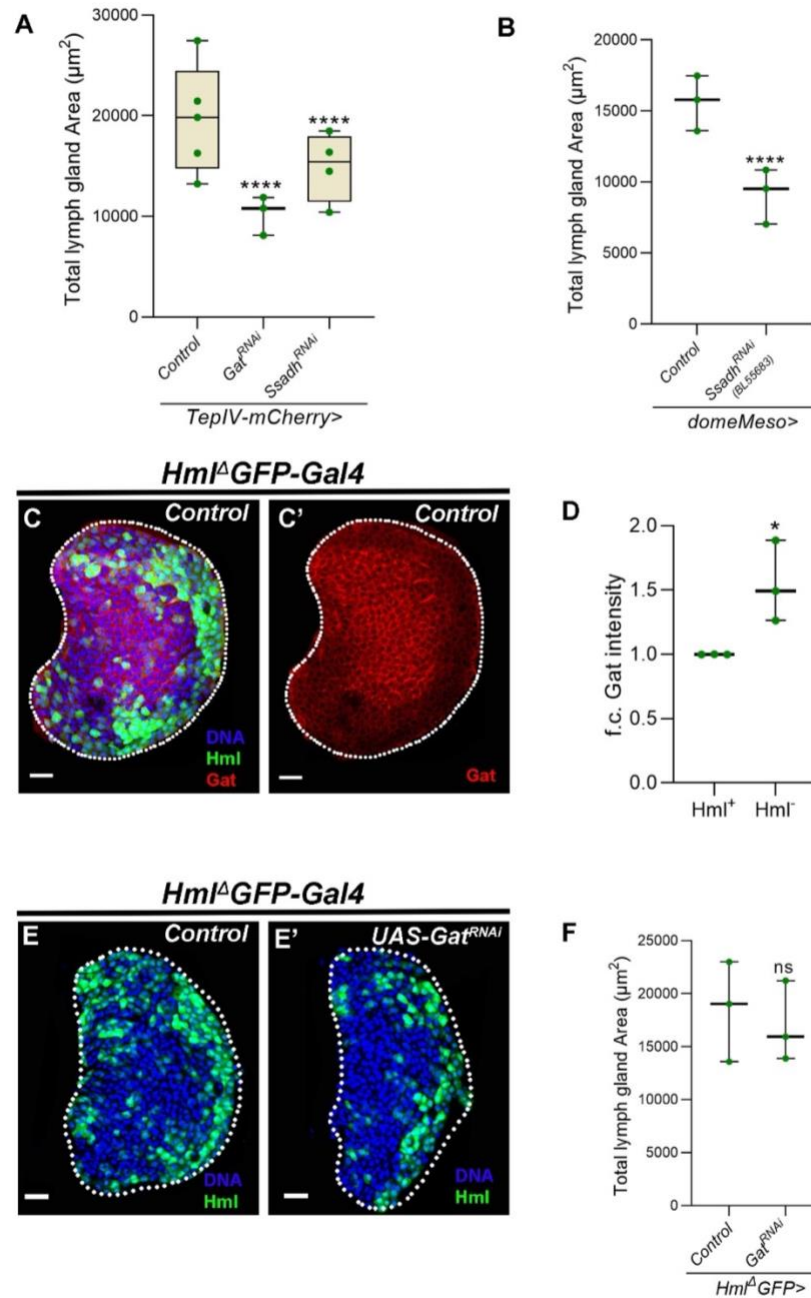 A
Total lymph gland Area (µm²)
30000
20000
10000
0
****
****
Control
Gat^RNAi
Ssadh^RNAi
TepIV-mCherry>
B
Total lymph gland Area (µm²)
20000
15000
10000
5000
0
****
Control
Ssadh^RNAi
(BL55683)
domeMeso>
Hml^ΔGFP-Gal4
C
Control
DNA
Hml
Gat
C'
Control
Gat
D
f.c. Gat intensity
2.0
1.5
1.0
0.5
0.0
*
Hml⁺
Hml⁻
Hml^ΔGFP-Gal4
E
Control
DNA
Hml
E'
UAS-Gat^RNAi
DNA
Hml
F
Total lymph gland Area (µm²)
25000
20000
15000
10000
5000
0
ns
Control
Gat^RNAi
Hml^ΔGFP>